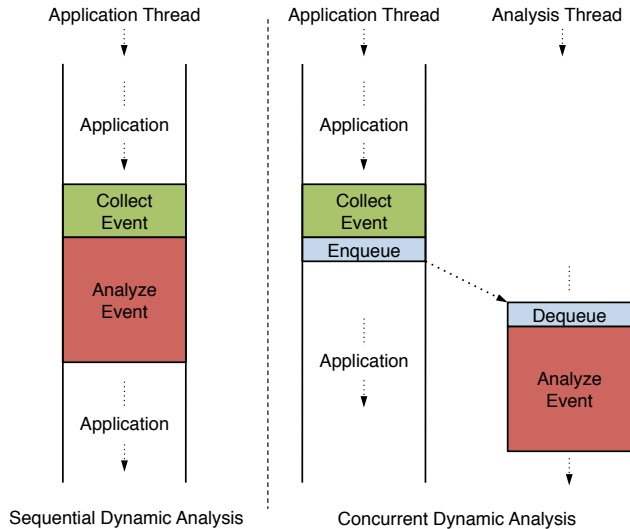 Application Thread
Application
Collect
Event
Analyze
Event
Application
Sequential Dynamic Analysis
Application Thread
Application
Collect
Event
Enqueue
Application
Analysis Thread
Dequeue
Analyze
Event
Concurrent Dynamic Analysis